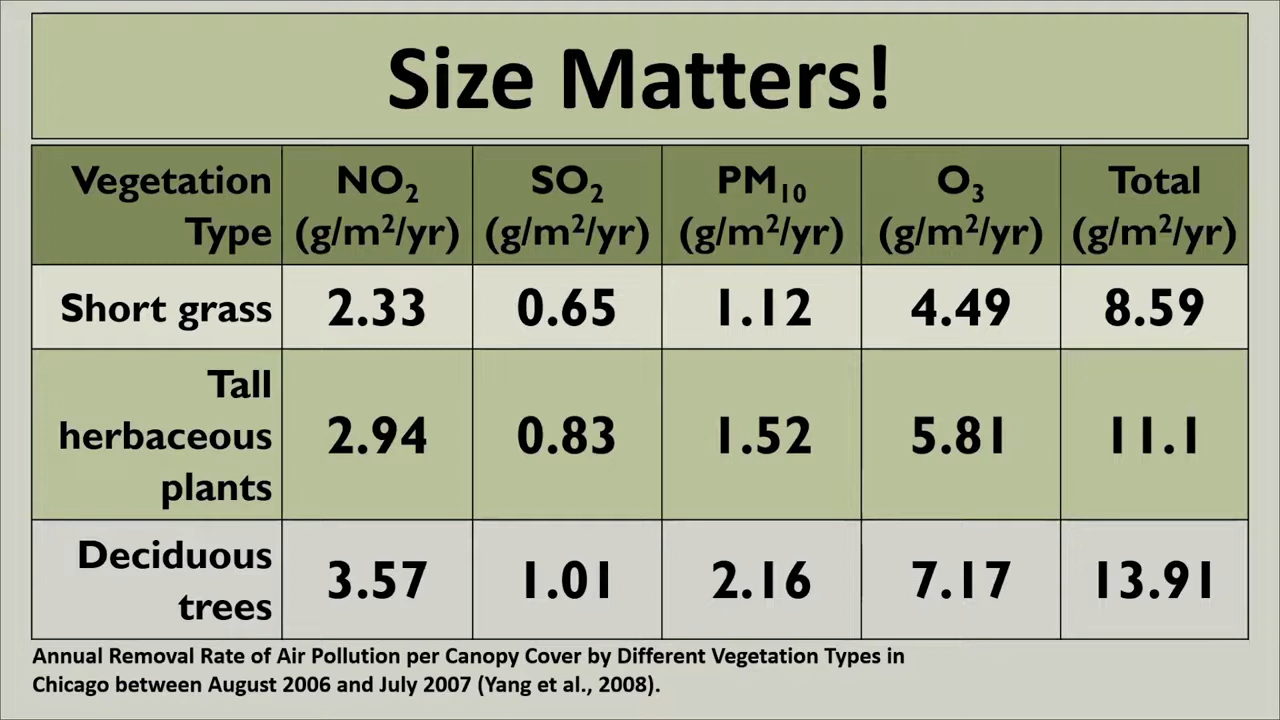 Size Matters!
Vegetation Type NO₂ (g/m²/yr) SO₂ (g/m²/yr) PM₁₀ (g/m²/yr) O₃ (g/m²/yr) Total (g/m²/yr)
Short grass 2.33 0.65 1.12 4.49 8.59
Tall herbaceous plants 2.94 0.83 1.52 5.81 11.1
Deciduous trees 3.57 1.01 2.16 7.17 13.91
Annual Removal Rate of Air Pollution per Canopy Cover by Different Vegetation Types in
Chicago between August 2006 and July 2007 (Yang et al., 2008).